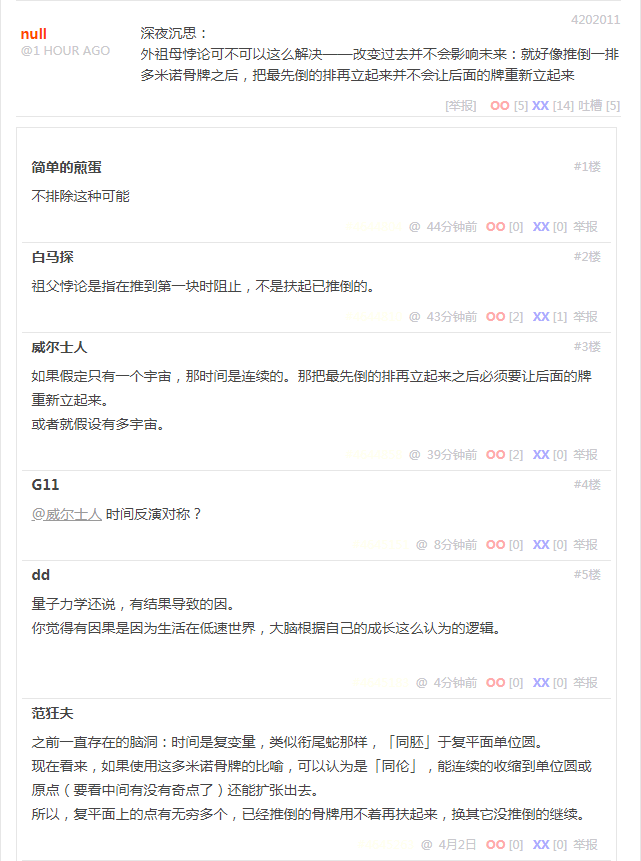 4202011
null
@1 HOUR AGO
深夜沉思：
外祖母悖论可不可以这么解决——改变过去并不会影响未来：就好像推倒一排
多米诺骨牌之后，把最先倒的排再立起来并不会让后面的牌重新立起来
[举报] OO [5] XX [14] 吐槽 [5]
简单的煎蛋 #1楼
不排除这种可能
@ 44分钟前 OO [0] XX [0] 举报
白马探 #2楼
祖父悖论是指在推到第一块时阻止，不是扶起已推倒的。
@ 43分钟前 OO [2] XX [1] 举报
威尔士人 #3楼
如果假定只有一个宇宙，那时间是连续的。那把最先倒的排再立起来之后必须要让后面的牌
重新立起来。
或者就假设有多宇宙。
@ 39分钟前 OO [2] XX [0] 举报
G11 #4楼
@威尔士人 时间反演对称？
@ 8分钟前 OO [0] XX [0] 举报
dd #5楼
量子力学还说，有结果导致的因。
你觉得有因果是因为生活在低速世界，大脑根据自己的成长这么认为的逻辑。
@ 4分钟前 OO [0] XX [0] 举报
范狂夫
之前一直存在的脑洞：时间是复变量，类似衔尾蛇那样，「同胚」于复平面单位圆。
现在看来，如果使用这多米诺骨牌的比喻，可以认为是「同伦」，能连续的收缩到单位圆或
原点（要看中间有没有奇点了）还能扩张出去。
所以，复平面上的点有无穷多个，已经推倒的骨牌用不着再扶起来，换其它没推倒的继续。
@ 4月2日 OO [0] XX [0] 举报